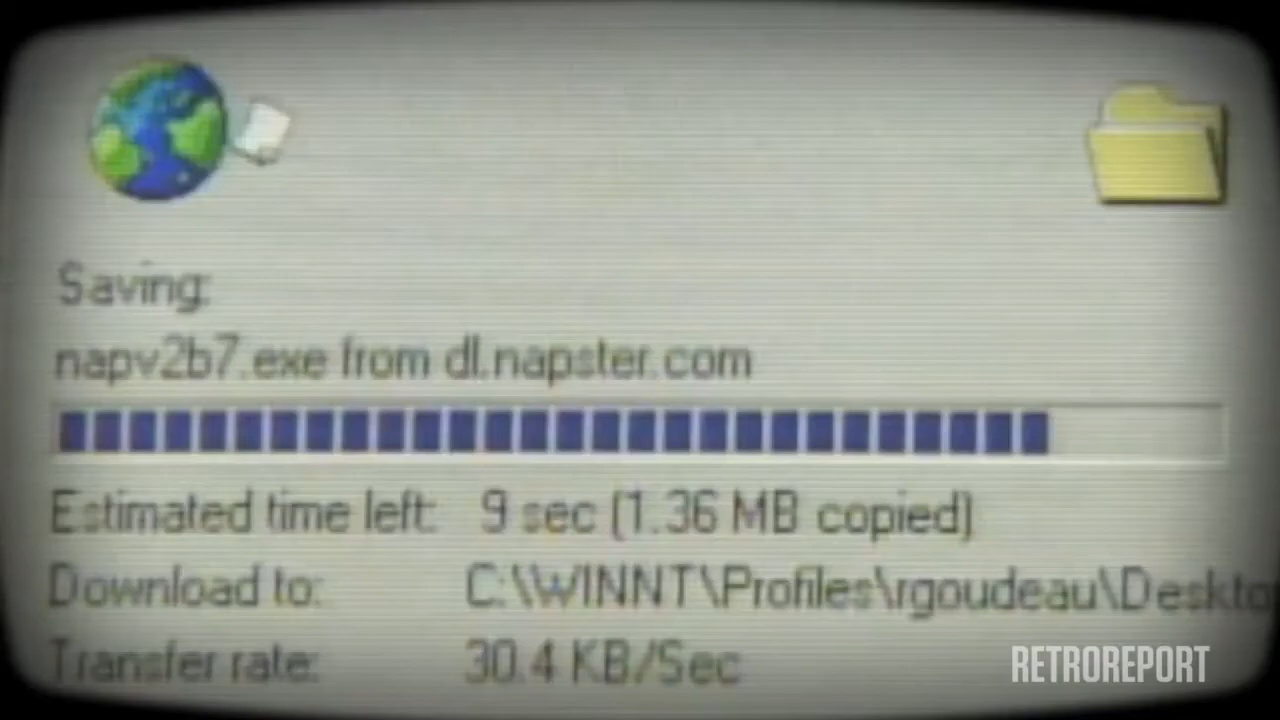 Saving:
napv2b7.exe from dl.napster.com
Estimated time left: 9 sec (1.36 MB copied)
Download to: C:\WINNT\Profiles\rgoudeau\Deskto
Transfer rate: 30.4 KB/Sec
RETROREPORT